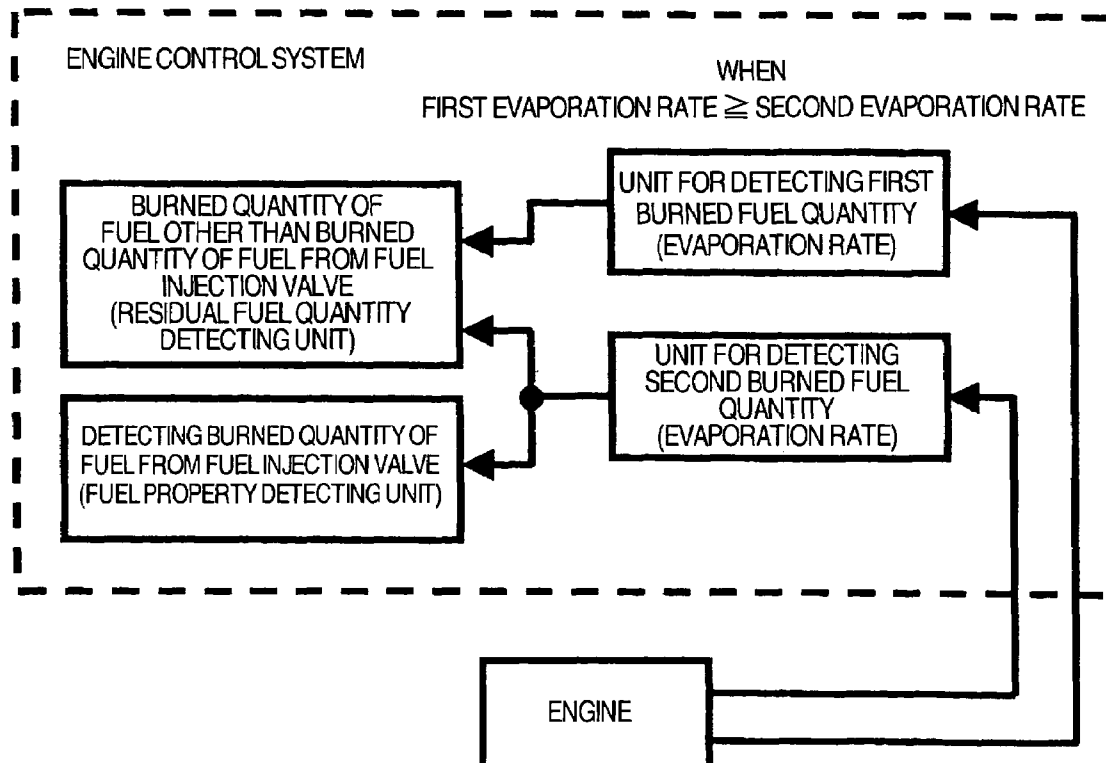 ENGINE CONTROL SYSTEM
WHEN
FIRST EVAPORATION RATE ≧ SECOND EVAPORATION RATE
BURNED QUANTITY OF
FUEL OTHER THAN BURNED
QUANTITY OF FUEL FROM FUEL
INJECTION VALVE
(RESIDUAL FUEL QUANTITY
DETECTING UNIT)
UNIT FOR DETECTING FIRST
BURNED FUEL QUANTITY
(EVAPORATION RATE)
UNIT FOR DETECTING
SECOND BURNED FUEL
QUANTITY
(EVAPORATION RATE)
DETECTING BURNED QUANTITY OF
FUEL FROM FUEL INJECTION VALVE
(FUEL PROPERTY DETECTING UNIT)
ENGINE